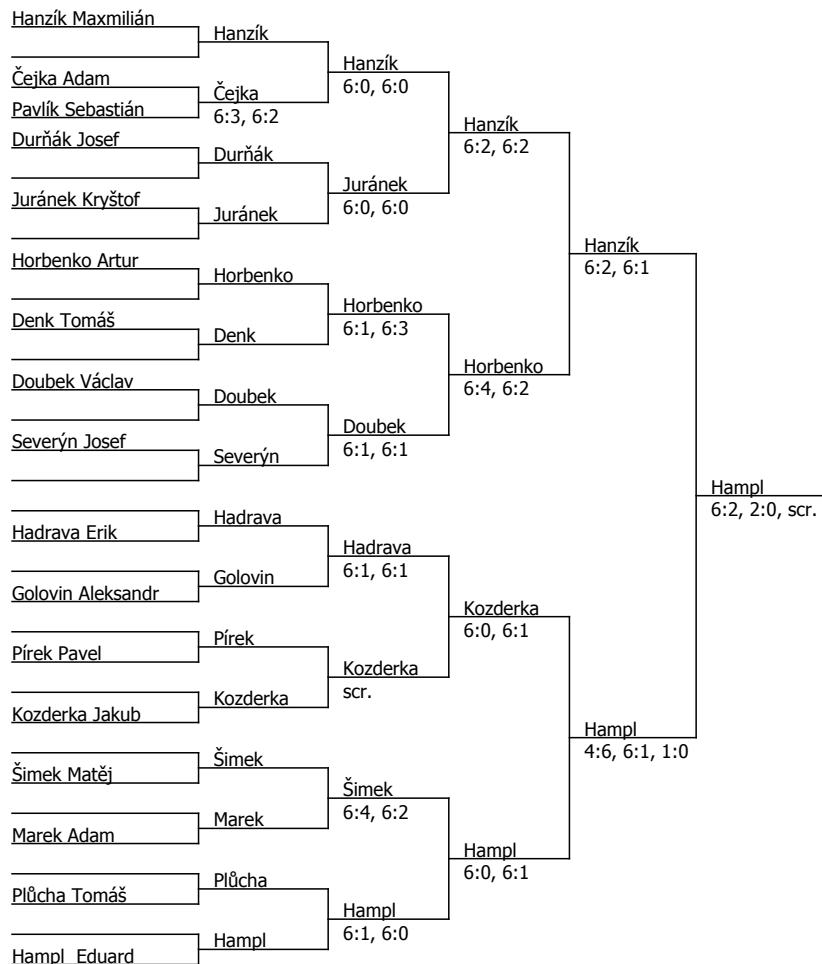 Hanzík Maxmilián
Hanzík
Hanzík
6:0, 6:0
Čejka Adam
Čejka
Pavlík Sebastián
6:3, 6:2
Hanzík
6:2, 6:2
Durňák Josef
Durňák
Juránek
6:0, 6:0
Juránek Kryštof
Juránek
Hanzík
6:2, 6:1
Horbenko Artur
Horbenko
Horbenko
6:1, 6:3
Denk Tomáš
Denk
Horbenko
6:4, 6:2
Doubek Václav
Doubek
Doubek
6:1, 6:1
Severýn Josef
Severýn
Hampl
6:2, 2:0, scr.
Hadrava
Hadrava Erik
Hadrava
6:1, 6:1
Golovin
Golovin Aleksandr
Kozderka
6:0, 6:1
Pírek
Pírek Pavel
Kozderka
scr.
Kozderka
Kozderka Jakub
Hampl
4:6, 6:1, 1:0
Šimek
Šimek Matěj
Šimek
6:4, 6:2
Marek
Marek Adam
Hampl
6:0, 6:1
Plůcha
Plůcha Tomáš
Hampl
6:1, 6:0
Hampl
Hampl Eduard